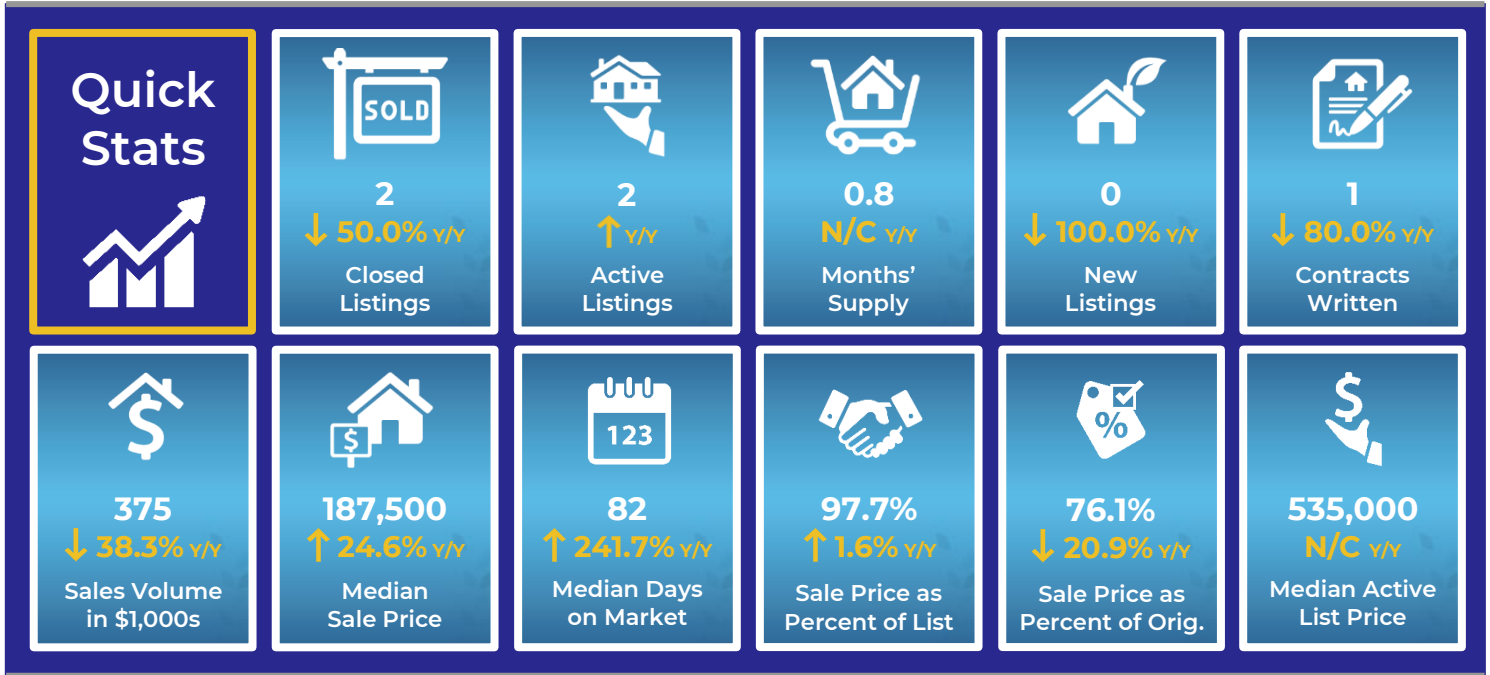 Quick
Stats
SOLD
2
↓ 50.0% Y/Y
Closed
Listings
2
↑ Y/Y
Active
Listings
0.8
N/C Y/Y
Months’
Supply
0
↓ 100.0% Y/Y
New
Listings
1
↓ 80.0% Y/Y
Contracts
Written
$
375
↓ 38.3% Y/Y
Sales Volume
in $1,000s
$
187,500
↑ 24.6% Y/Y
Median
Sale Price
123
82
↑ 241.7% Y/Y
Median Days
on Market
97.7%
↑ 1.6% Y/Y
Sale Price as
Percent of List
%
76.1%
↓ 20.9% Y/Y
Sale Price as
Percent of Orig.
$
535,000
N/C Y/Y
Median Active
List Price